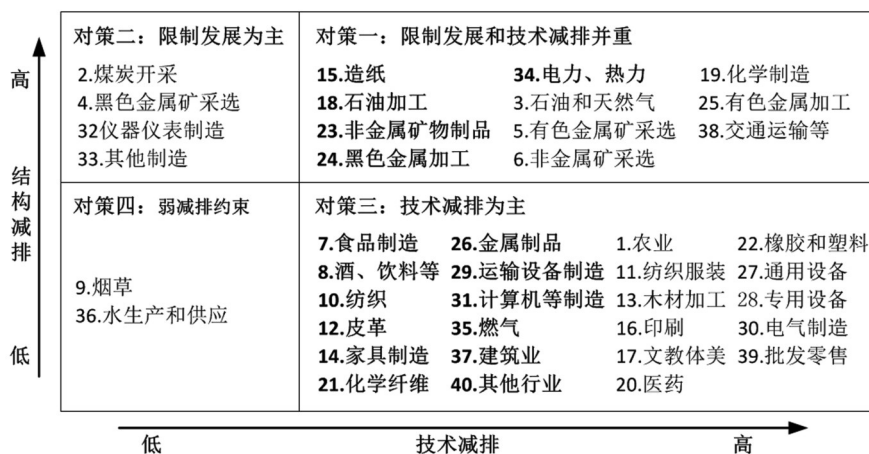 对策二：限制发展为主
2.煤炭开采
4.黑色金属矿采选
32仪器仪表制造
33.其他制造
对策一：限制发展和技术减排并重
15.造纸 34.电力、热力 19.化学制造
18.石油加工 3.石油和天然气 25.有色金属加工
23.非金属矿物制品 5.有色金属矿采选 38.交通运输等
24.黑色金属加工 6.非金属矿采选
对策四：弱减排约束
9.烟草
36.水生产和供应
对策三：技术减排为主
7.食品制造 26.金属制品 1.农业 22.橡胶和塑料
8.酒、饮料等 29.运输设备制造 11.纺织服装 27.通用设备
10.纺织 31.计算机等制造 13.木材加工 28.专用设备
12.皮革 35.燃气 16.印刷 30.电气制造
14.家具制造 37.建筑业 17.文教体美 39.批发零售
21.化学纤维 40.其他行业 20.医药
高
结构减排
低
低 技术减排 高